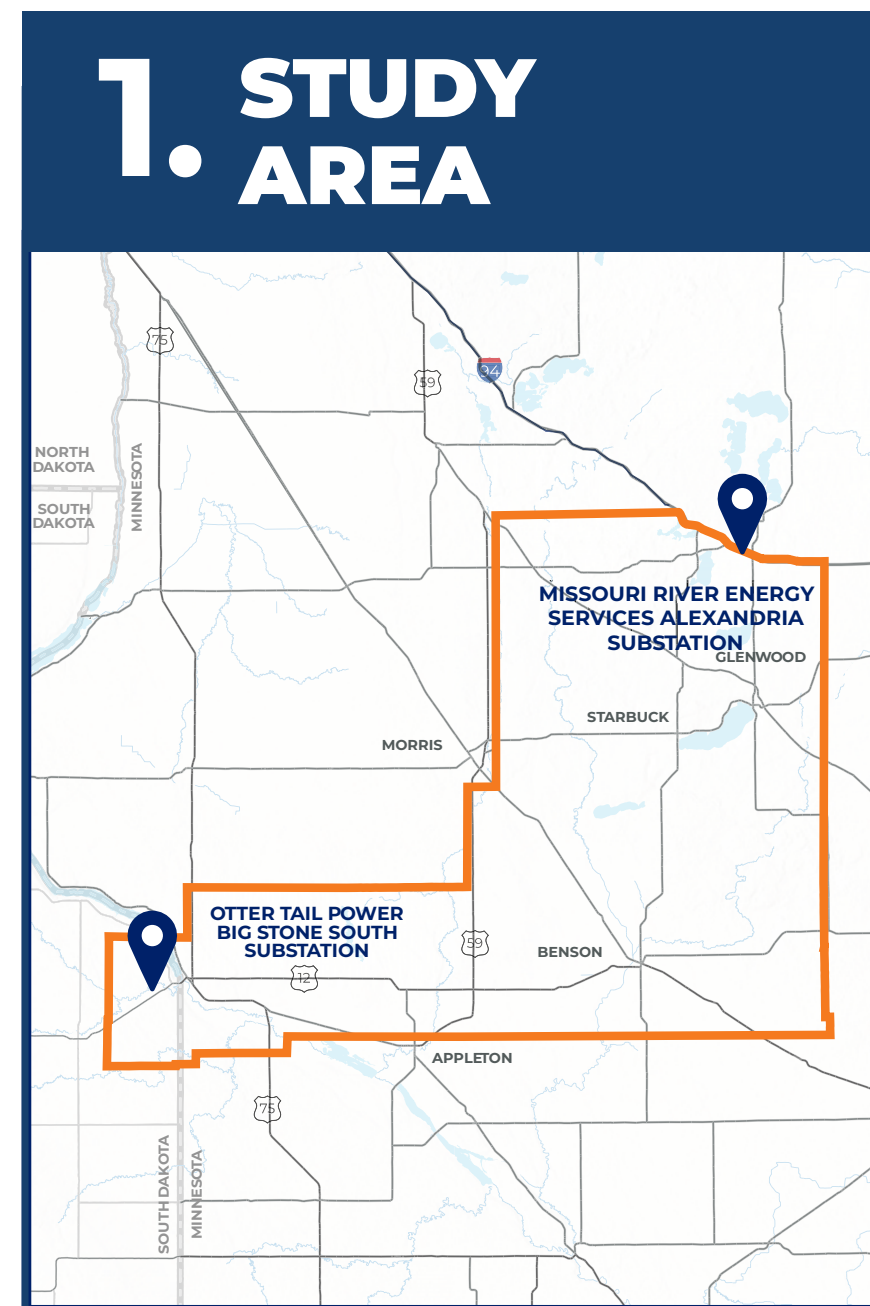 1. STUDY
AREA
75
59
94
NORTH
DAKOTA
SOUTH
DAKOTA
MINNESOTA
MISSOURI RIVER ENERGY
SERVICES ALEXANDRIA
SUBSTATION
GLENWOOD
STARBUCK
MORRIS
OTTER TAIL POWER
BIG STONE SOUTH
SUBSTATION
59
BENSON
12
APPLETON
75
SOUTH DAKOTA
MINNESOTA